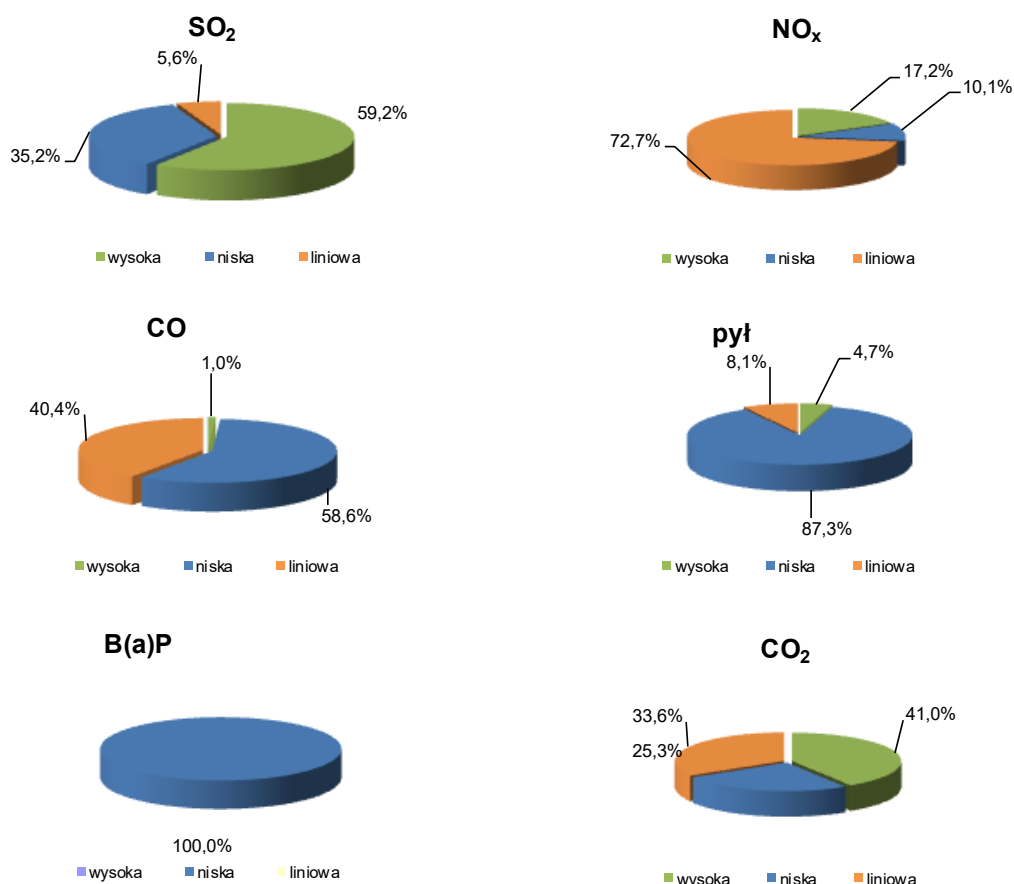 SO₂
5,6%
59,2%
35,2%
wysoka niska liniowa
NOₓ
17,2%
10,1%
72,7%
wysoka niska liniowa
CO
1,0%
40,4%
58,6%
wysoka niska liniowa
pył
8,1%
4,7%
87,3%
wysoka niska liniowa
B(a)P
100,0%
wysoka niska liniowa
CO₂
33,6%
41,0%
25,3%
wysoka niska liniowa